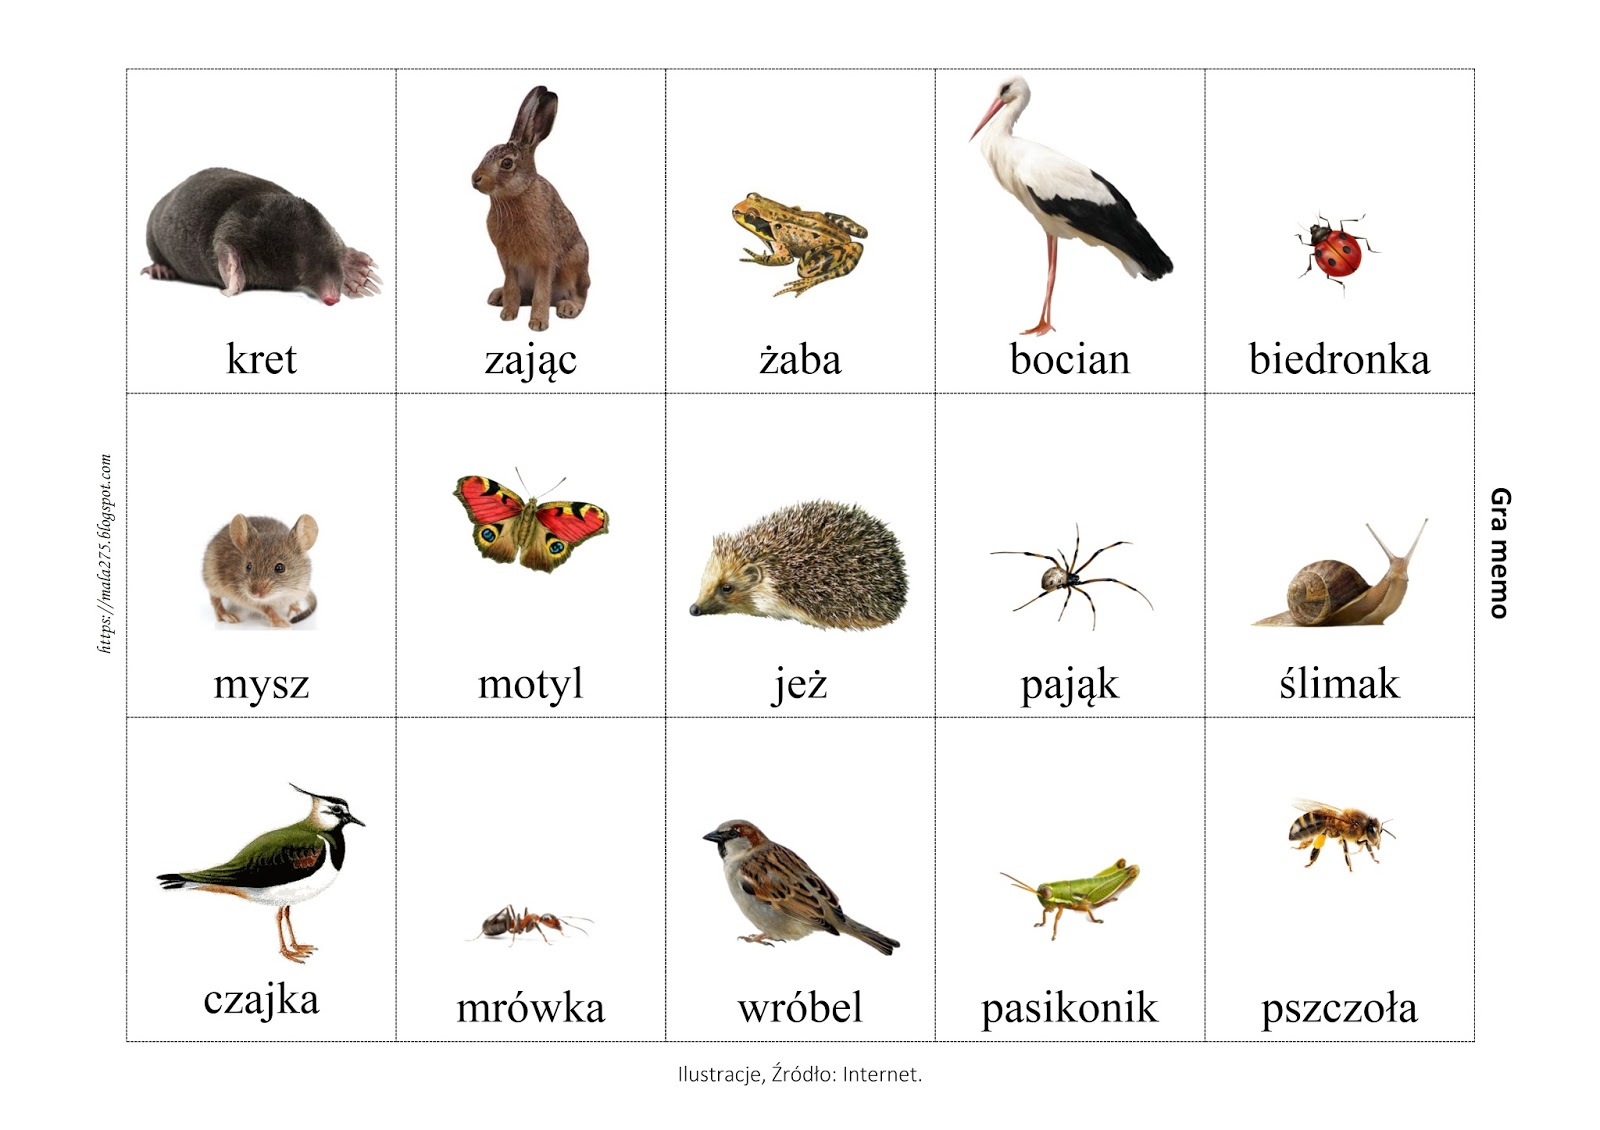 kret
zając
żaba
bocian
biedronka
mysz
motyl
jeż
pająk
ślimak
czajka
mrówka
wróbel
pasikonik
pszczoła
https://mala275.blogspot.com
Gra memo
Ilustracje, Źródło: Internet.